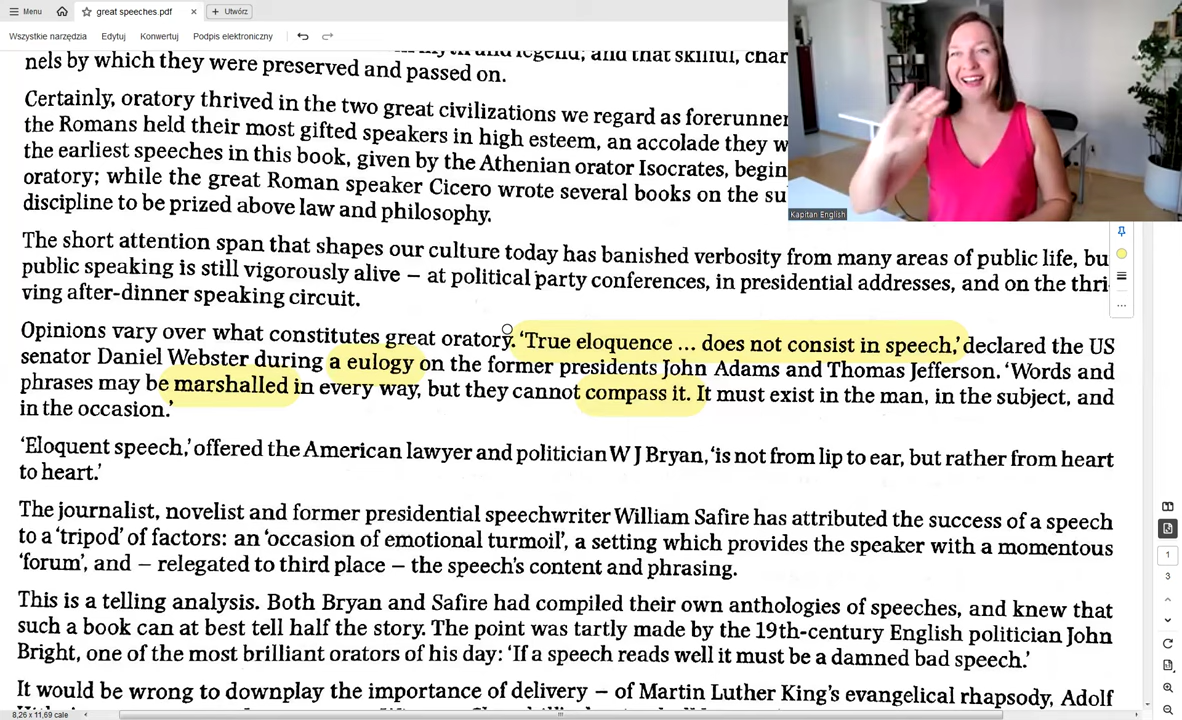 Menu
great speeches.pdf
Utwórz
Wszystkie narzędzia Edytuj Konwertuj Podpis elektroniczny
legend; and that skilful, char
nels by which they were preserved and passed on.
Certainly, oratory thrived in the two great civilizations we regard as forerunner
the Romans held their most gifted speakers in high esteem, an accolade they w
the earliest speeches in this book, given by the Athenian orator Isocrates, begin
oratory; while the great Roman speaker Cicero wrote several books on the su
discipline to be prized above law and philosophy.
Kapitan English
The short attention span that shapes our culture today has banished verbosity from many areas of public life, bu
public speaking is still vigorously alive – at political party conferences, in presidential addresses, and on the thri
ving after-dinner speaking circuit.
Opinions vary over what constitutes great oratory. ‘True eloquence ... does not consist in speech,’ declared the US
senator Daniel Webster during a eulogy on the former presidents John Adams and Thomas Jefferson. ‘Words and
phrases may be marshalled in every way, but they cannot compass it. It must exist in the man, in the subject, and
in the occasion.’
‘Eloquent speech,’ offered the American lawyer and politician W J Bryan, ‘is not from lip to ear, but rather from heart
to heart.’
The journalist, novelist and former presidential speechwriter William Safire has attributed the success of a speech
to a ‘tripod’ of factors: an ‘occasion of emotional turmoil’, a setting which provides the speaker with a momentous
‘forum’, and – relegated to third place – the speech’s content and phrasing.
This is a telling analysis. Both Bryan and Safire had compiled their own anthologies of speeches, and knew that
such a book can at best tell half the story. The point was tartly made by the 19th-century English politician John
Bright, one of the most brilliant orators of his day: ‘If a speech reads well it must be a damned bad speech.’
It would be wrong to downplay the importance of delivery – of Martin Luther King’s evangelical rhapsody, Adolf
1
3
8,26 x 11,69 cale